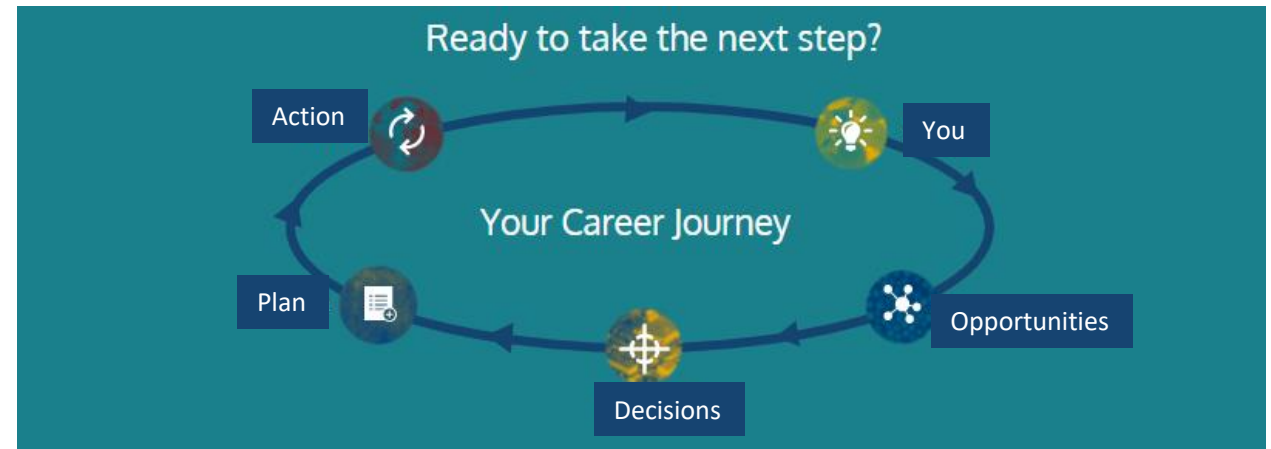 Ready to take the next step?
Action
You
Your Career Journey
Plan
Opportunities
Decisions